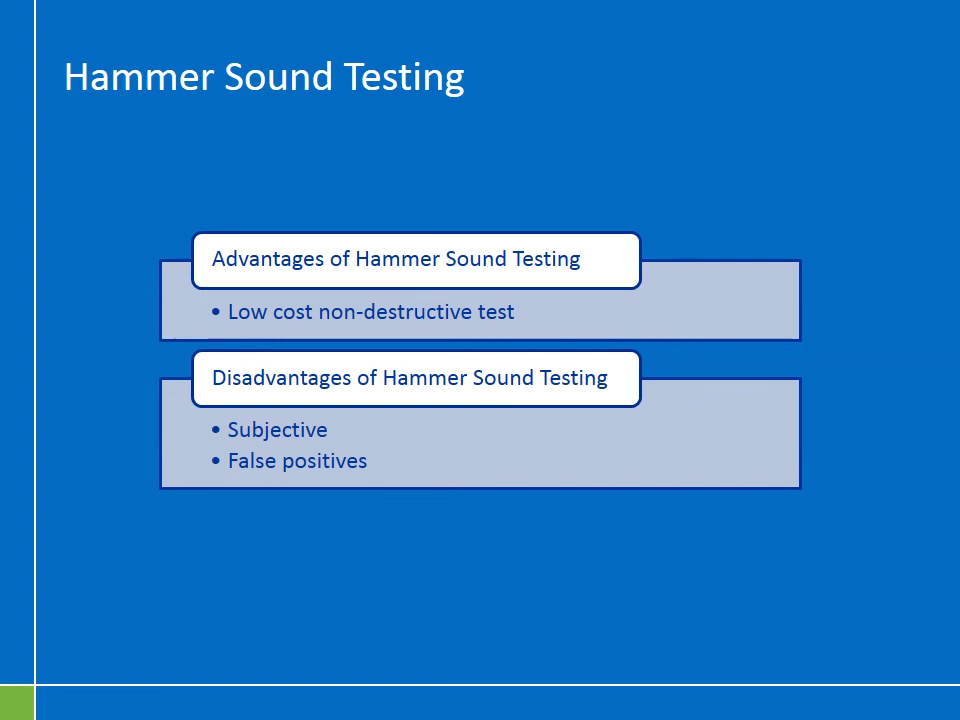 Hammer Sound Testing
Advantages of Hammer Sound Testing
• Low cost non-destructive test
Disadvantages of Hammer Sound Testing
• Subjective
• False positives